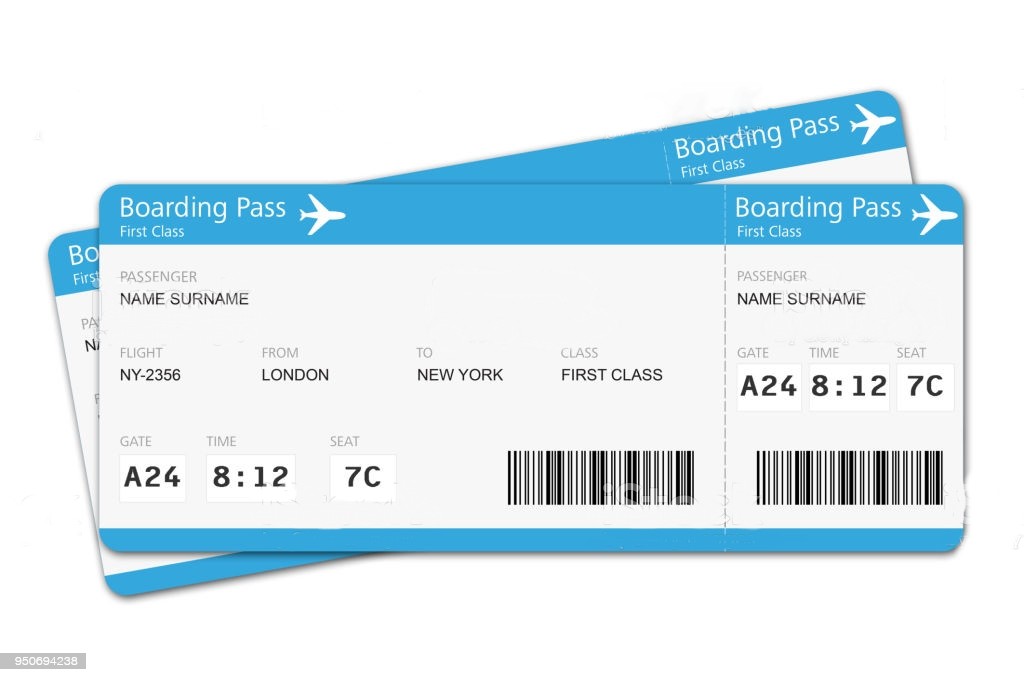 Boarding Pass
First Class
Boarding Pass
First Class
Boarding Pass
First Class
Bo
First
PASSENGER
NAME SURNAME
PASSENGER
NAME SURNAME
PA
FLIGHT FROM TO CLASS
NY-2356 LONDON NEW YORK FIRST CLASS
GATE TIME SEAT
A24 8:12 7C
GATE TIME SEAT
A24 8:12 7C
950694238